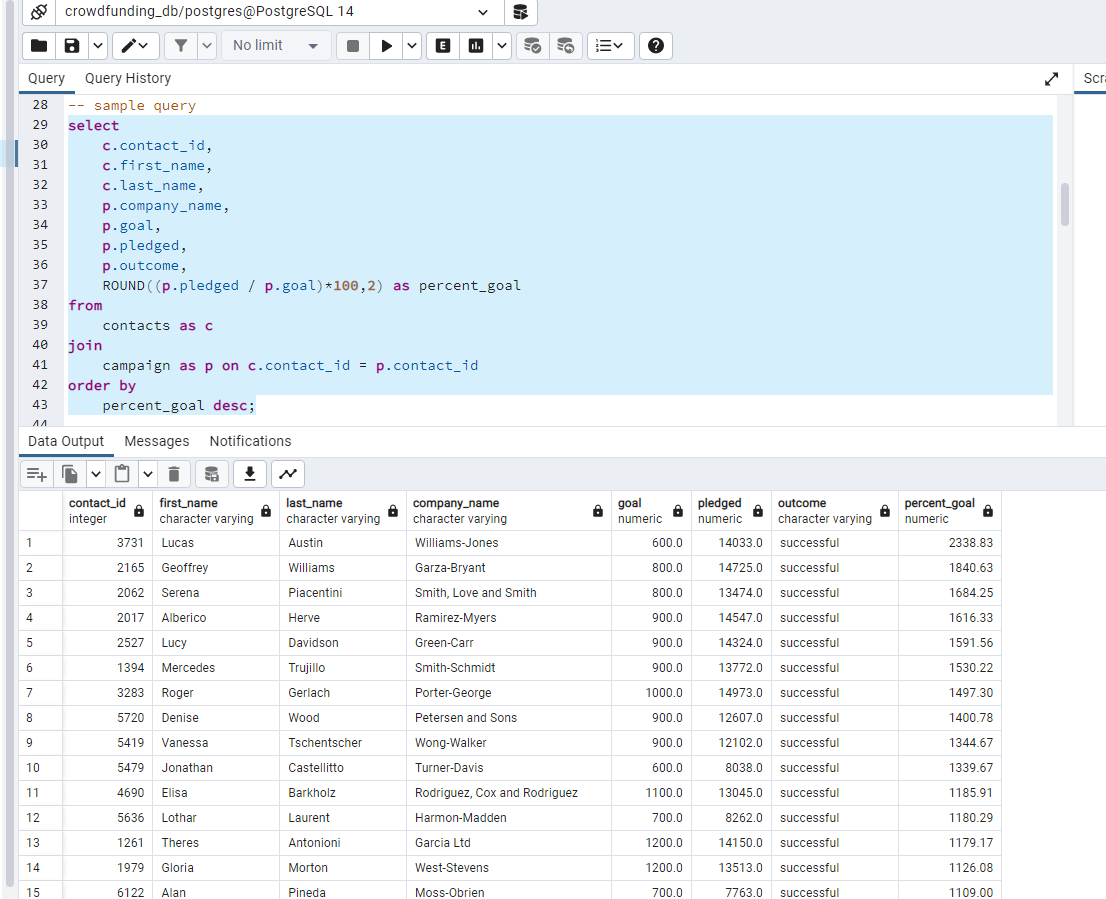 crowdfunding_db/postgres@PostgreSQL 14
No limit
E
Query Query History
Scr
28 -- sample query
29 select
30 c.contact_id,
31 c.first_name,
32 c.last_name,
33 p.company_name,
34 p.goal,
35 p.pledged,
36 p.outcome,
37 ROUND((p.pledged / p.goal)*100,2) as percent_goal
38 from
39 contacts as c
40 join
41 campaign as p on c.contact_id = p.contact_id
42 order by
43 percent_goal desc;
44
Data Output Messages Notifications
contact_id first_name last_name company_name goal pledged outcome percent_goal
integer character varying character varying character varying numeric numeric character varying numeric
1 3731 Lucas Austin Williams-Jones 600.0 14033.0 successful 2338.83
2 2165 Geoffrey Williams Garza-Bryant 800.0 14725.0 successful 1840.63
3 2062 Serena Piacentini Smith, Love and Smith 800.0 13474.0 successful 1684.25
4 2017 Alberico Herve Ramirez-Myers 900.0 14547.0 successful 1616.33
5 2527 Lucy Davidson Green-Carr 900.0 14324.0 successful 1591.56
6 1394 Mercedes Trujillo Smith-Schmidt 900.0 13772.0 successful 1530.22
7 3283 Roger Gerlach Porter-George 1000.0 14973.0 successful 1497.30
8 5720 Denise Wood Petersen and Sons 900.0 12607.0 successful 1400.78
9 5419 Vanessa Tschentscher Wong-Walker 900.0 12102.0 successful 1344.67
10 5479 Jonathan Castellitto Turner-Davis 600.0 8038.0 successful 1339.67
11 4690 Elisa Barkholz Rodriguez, Cox and Rodriguez 1100.0 13045.0 successful 1185.91
12 5636 Lothar Laurent Harmon-Madden 700.0 8262.0 successful 1180.29
13 1261 Theres Antonioni Garcia Ltd 1200.0 14150.0 successful 1179.17
14 1979 Gloria Morton West-Stevens 1200.0 13513.0 successful 1126.08
15 6122 Alan Pineda Moss-Obrien 700.0 7763.0 successful 1109.00